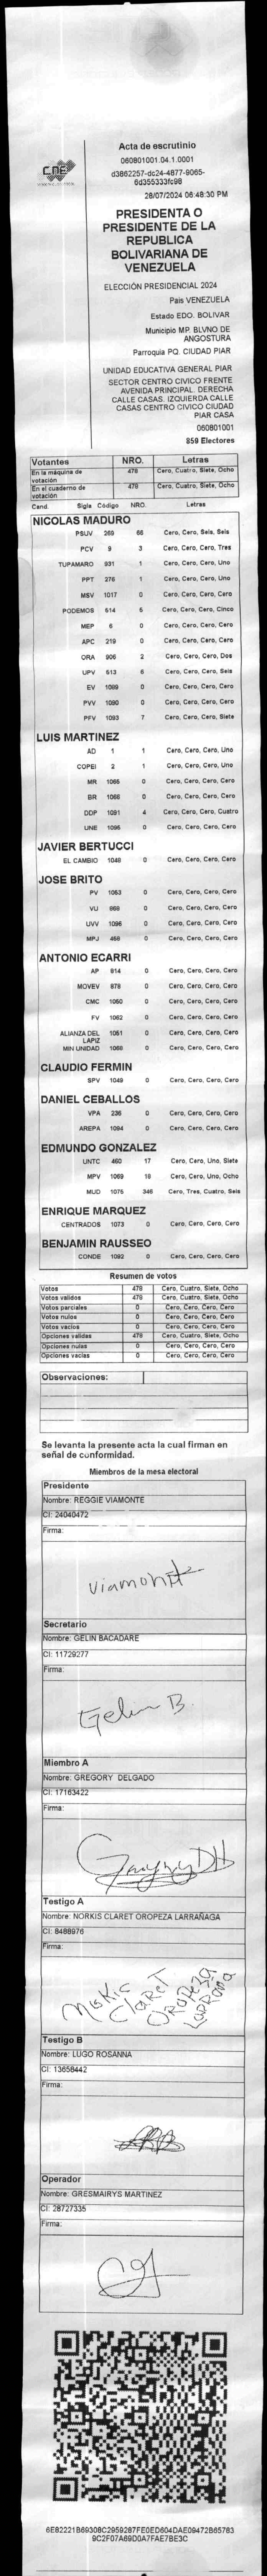 CNE
Acta de escrutinio
060801001.04.1.0001
d3862257-dc24-4877-9065-
6d355333fc98
28/07/2024 06:48:30 PM
PRESIDENTA O
PRESIDENTE DE LA
REPUBLICA
BOLIVARIANA DE
VENEZUELA
ELECCIÓN PRESIDENCIAL 2024
Pais VENEZUELA
Estado EDO. BOLIVAR
Municipio MP. BLVNO DE
ANGOSTURA
Parroquia PQ. CIUDAD PIAR
UNIDAD EDUCATIVA GENERAL PIAR
SECTOR CENTRO CIVICO FRENTE
AVENIDA PRINCIPAL. DERECHA
CALLE CASAS. IZQUIERDA CALLE
CASAS CENTRO CIVICO CIUDAD
PIAR CASA
060801001
859 Electores
Votantes NRO. Letras
En la máquina de votación 478 Cero, Cuatro, Siete, Ocho
En el cuaderno de votación 478 Cero, Cuatro, Siete, Ocho
Cand. Sigla Código NRO. Letras
NICOLAS MADURO
PSUV 269 66 Cero, Cero, Seis, Seis
PCV 9 3 Cero, Cero, Cero, Tres
TUPAMARO 931 1 Cero, Cero, Cero, Uno
PPT 276 1 Cero, Cero, Cero, Uno
MSV 1017 0 Cero, Cero, Cero, Cero
PODEMOS 514 5 Cero, Cero, Cero, Cinco
MEP 6 0 Cero, Cero, Cero, Cero
APC 219 0 Cero, Cero, Cero, Cero
ORA 906 2 Cero, Cero, Cero, Dos
UPV 513 6 Cero, Cero, Cero, Seis
EV 1089 0 Cero, Cero, Cero, Cero
PVV 1090 0 Cero, Cero, Cero, Cero
PFV 1093 7 Cero, Cero, Cero, Siete
LUIS MARTINEZ
AD 1 1 Cero, Cero, Cero, Uno
COPEI 2 1 Cero, Cero, Cero, Uno
MR 1065 0 Cero, Cero, Cero, Cero
BR 1066 0 Cero, Cero, Cero, Cero
DDP 1091 4 Cero, Cero, Cero, Cuatro
UNE 1095 0 Cero, Cero, Cero, Cero
JAVIER BERTUCCI
EL CAMBIO 1048 0 Cero, Cero, Cero, Cero
JOSE BRITO
PV 1053 0 Cero, Cero, Cero, Cero
VU 868 0 Cero, Cero, Cero, Cero
UVV 1096 0 Cero, Cero, Cero, Cero
MPJ 468 0 Cero, Cero, Cero, Cero
ANTONIO ECARRI
AP 814 0 Cero, Cero, Cero, Cero
MOVEV 878 0 Cero, Cero, Cero, Cero
CMC 1050 0 Cero, Cero, Cero, Cero
FV 1062 0 Cero, Cero, Cero, Cero
ALIANZA DEL LAPIZ 1051 0 Cero, Cero, Cero, Cero
MIN UNIDAD 1068 0 Cero, Cero, Cero, Cero
CLAUDIO FERMIN
SPV 1049 0 Cero, Cero, Cero, Cero
DANIEL CEBALLOS
VPA 236 0 Cero, Cero, Cero, Cero
AREPA 1094 0 Cero, Cero, Cero, Cero
EDMUNDO GONZALEZ
UNTC 460 17 Cero, Cero, Uno, Siete
MPV 1069 18 Cero, Cero, Uno, Ocho
MUD 1075 346 Cero, Tres, Cuatro, Seis
ENRIQUE MARQUEZ
CENTRADOS 1073 0 Cero, Cero, Cero, Cero
BENJAMIN RAUSSEO
CONDE 1092 0 Cero, Cero, Cero, Cero
Resumen de votos
Votos 478 Cero, Cuatro, Siete, Ocho
Votos validos 478 Cero, Cuatro, Siete, Ocho
Votos parciales 0 Cero, Cero, Cero, Cero
Votos nulos 0 Cero, Cero, Cero, Cero
Votos vacios 0 Cero, Cero, Cero, Cero
Opciones validas 478 Cero, Cuatro, Siete, Ocho
Opciones nulas 0 Cero, Cero, Cero, Cero
Opciones vacias 0 Cero, Cero, Cero, Cero
Observaciones:
Se levanta la presente acta la cual firman en
señal de conformidad.
Miembros de la mesa electoral
Presidente
Nombre: REGGIE VIAMONTE
CI: 24040472
Firma:
Viamonte
Secretario
Nombre: GELIN BACADARE
CI: 11729277
Firma:
Gelin B.
Miembro A
Nombre: GREGORY DELGADO
CI: 17163422
Firma:
Testigo A
Nombre: NORKIS CLARET OROPEZA LARRAÑAGA
CI: 8488976
Firma:
Norkis
Claret
Oropeza
Testigo B
Nombre: LUGO ROSANNA
CI: 13658442
Firma:
Operador
Nombre: GRESMAIRYS MARTINEZ
CI: 28727335
Firma:
6E82221B69308C2959287FE0ED604DAE09472B65783
9C2F07A69D0A7FAE7BE3C